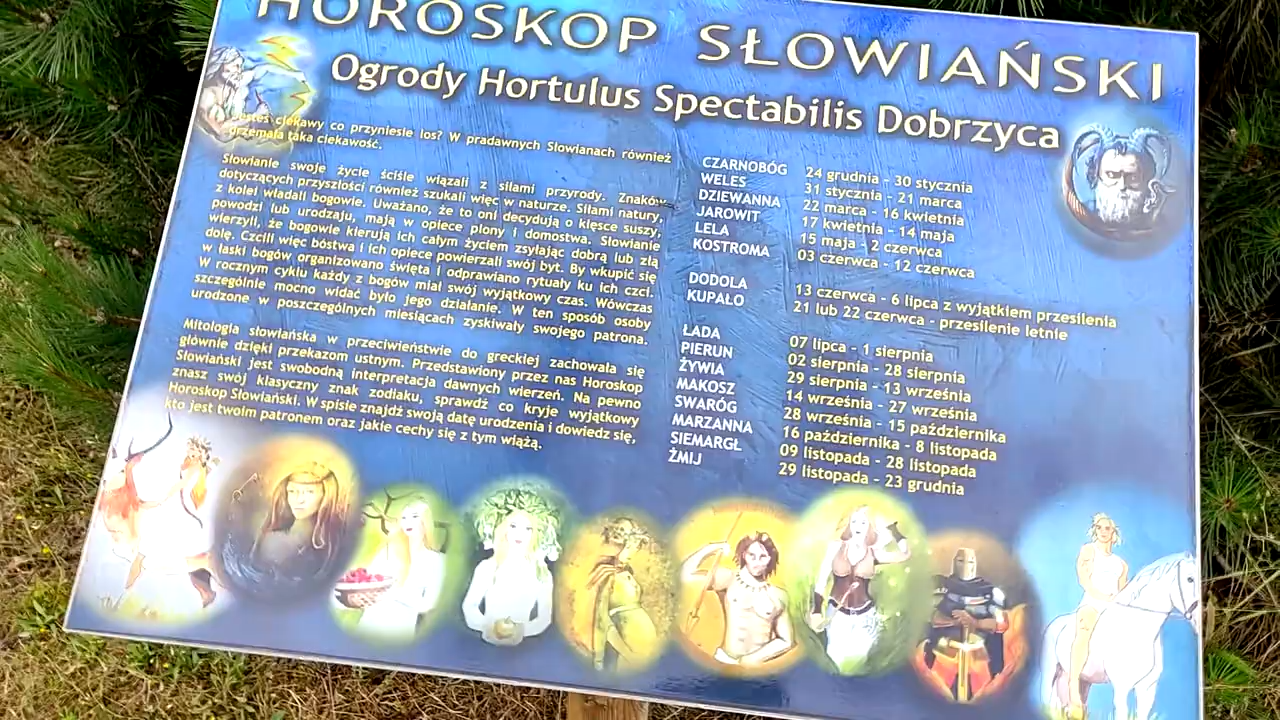 HOROSKOP SŁOWIAŃSKI
Ogrody Hortulus Spectabilis Dobrzyca
Jesteś ciekawy co przyniesie los? W pradawnych Słowianach również
drzemała taka ciekawość.
Słowianie swoje życie ściśle wiązali z siłami przyrody. Znaków
dotyczących przyszłości również szukali więc w naturze. Siłami natury,
z kolei władali bogowie. Uważano, że to oni decydują o klęsce suszy,
powodzi lub urodzaju, mają w opiece plony i domostwa. Słowianie
wierzyli, że bogowie kierują ich całym życiem zsyłając dobrą lub złą
dolę. Czcili więc bóstwa i ich opiece powierzali swój byt. By wkupić się
w łaski bogów organizowano święta i odprawiano rytuały ku ich czci.
W rocznym cyklu każdy z bogów miał swój wyjątkowy czas. Wówczas
szczególnie mocno widać było jego działanie. W ten sposób osoby
urodzone w poszczególnych miesiącach zyskiwały swojego patrona.
Mitologia słowiańska w przeciwieństwie do greckiej zachowała się
głównie dzięki przekazom ustnym. Przedstawiony przez nas Horoskop
Słowiański jest swobodną interpretacją dawnych wierzeń. Na pewno
znasz swój klasyczny znak zodiaku, sprawdź co kryje wyjątkowy
Horoskop Słowiański. W spisie znajdź swoją datę urodzenia i dowiedz się,
kto jest twoim patronem oraz jakie cechy się z tym wiążą.
CZARNOBÓG 24 grudnia - 30 stycznia
WELES 31 stycznia - 21 marca
DZIEWANNA 22 marca - 16 kwietnia
JAROWIT 17 kwietnia - 14 maja
LELA 15 maja - 2 czerwca
KOSTROMA 03 czerwca - 12 czerwca
DODOLA 13 czerwca - 6 lipca z wyjątkiem przesilenia
KUPAŁO 21 lub 22 czerwca - przesilenie letnie
ŁADA 07 lipca - 1 sierpnia
PIERUN 02 sierpnia - 28 sierpnia
ŻYWIA 29 sierpnia - 13 września
MAKOSZ 14 września - 27 września
SWARÓG 28 września - 15 października
MARZANNA 16 października - 8 listopada
SIEMARGŁ 09 listopada - 28 listopada
ŻMIJ 29 listopada - 23 grudnia